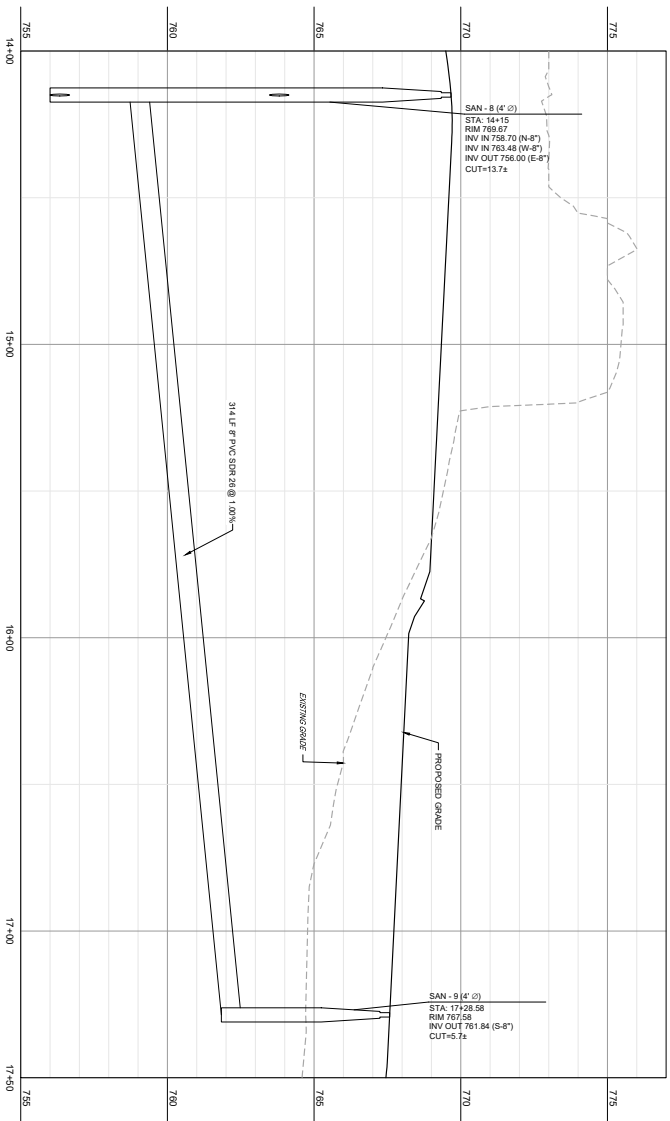 755
760
765
770
775
14+00
SAN - 8 (4' Ø)
STA: 14+15
RIM 769.67
INV IN 758.70 (N-8")
INV IN 763.48 (W-8")
INV OUT 756.00 (E-8")
CUT=13.7±
15+00
314 LF 8" PVC SDR 26 @ 1.00%
16+00
EXISTING GRADE
PROPOSED GRADE
17+00
SAN - 9 (4' Ø)
STA: 17+28.58
RIM 767.58
INV OUT 761.84 (S-8")
CUT=5.7±
17+50
755
760
765
770
775